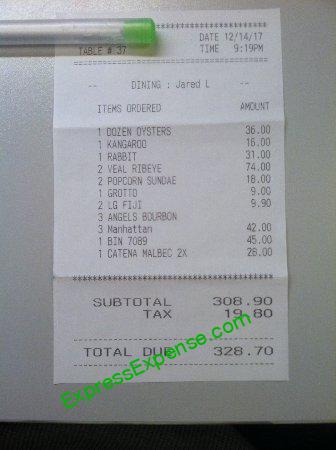 DATE 12/14/17
TABLE # 37 TIME 9:19PM
-- DINING : Jared L --
ITEMS ORDERED AMOUNT
1 DOZEN OYSTERS 36.00
1 KANGAROO 16.00
1 RABBIT 31.00
2 VEAL RIBEYE 74.00
2 POPCORN SUNDAE 18.00
1 GROTTO 9.00
2 LG FIJI 9.90
3 ANGELS BOURBON
3 Manhattan 42.00
1 BIN 7089 45.00
1 CATENA MALBEC 2X 28.00
SUBTOTAL 308.90
TAX 19.80
TOTAL DUE 328.70
ExpressExpense.com